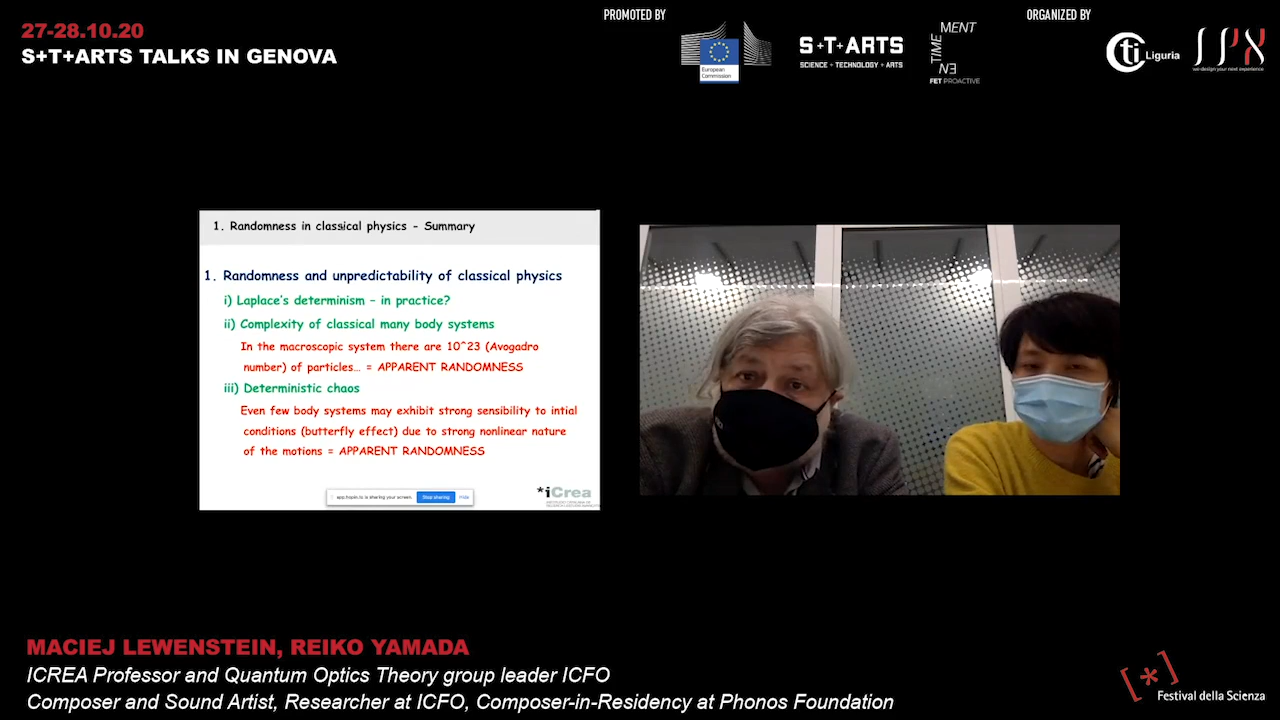 27-28.10.20
S+T+ARTS TALKS IN GENOVA
PROMOTED BY
European
Commission
S+T+ARTS
SCIENCE + TECHNOLOGY + ARTS
TIME
MENT
EN
FET PROACTIVE
ORGANIZED BY
cti Liguria
we design your next experience
1. Randomness in classical physics - Summary
1. Randomness and unpredictability of classical physics
i) Laplace's determinism - in practice?
ii) Complexity of classical many body systems
In the macroscopic system there are 10^23 (Avogadro
number) of particles... = APPARENT RANDOMNESS
iii) Deterministic chaos
Even few body systems may exhibit strong sensibility to intial
conditions (butterfly effect) due to strong nonlinear nature
of the motions = APPARENT RANDOMNESS
app.hopin.to is sharing your screen. Stop sharing Hide
*iCrea
MACIEJ LEWENSTEIN, REIKO YAMADA
ICREA Professor and Quantum Optics Theory group leader ICFO
Composer and Sound Artist, Researcher at ICFO, Composer-in-Residency at Phonos Foundation
[*]
Festival della Scienza